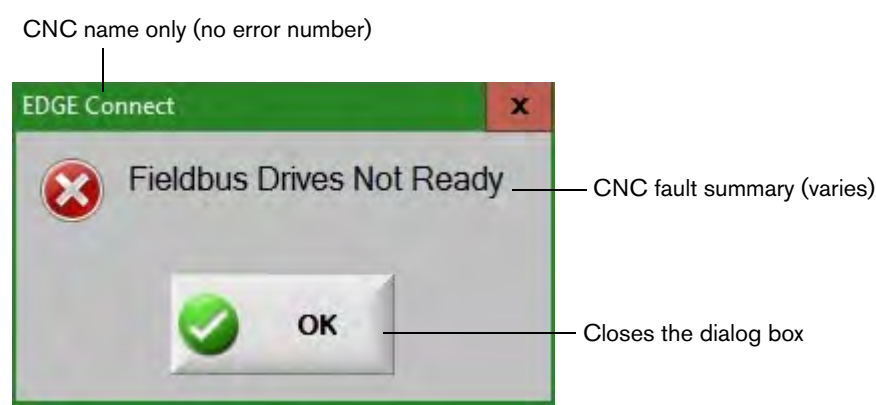 CNC name only (no error number)
EDGE Connect
x
Fieldbus Drives Not Ready
CNC fault summary (varies)
OK
Closes the dialog box